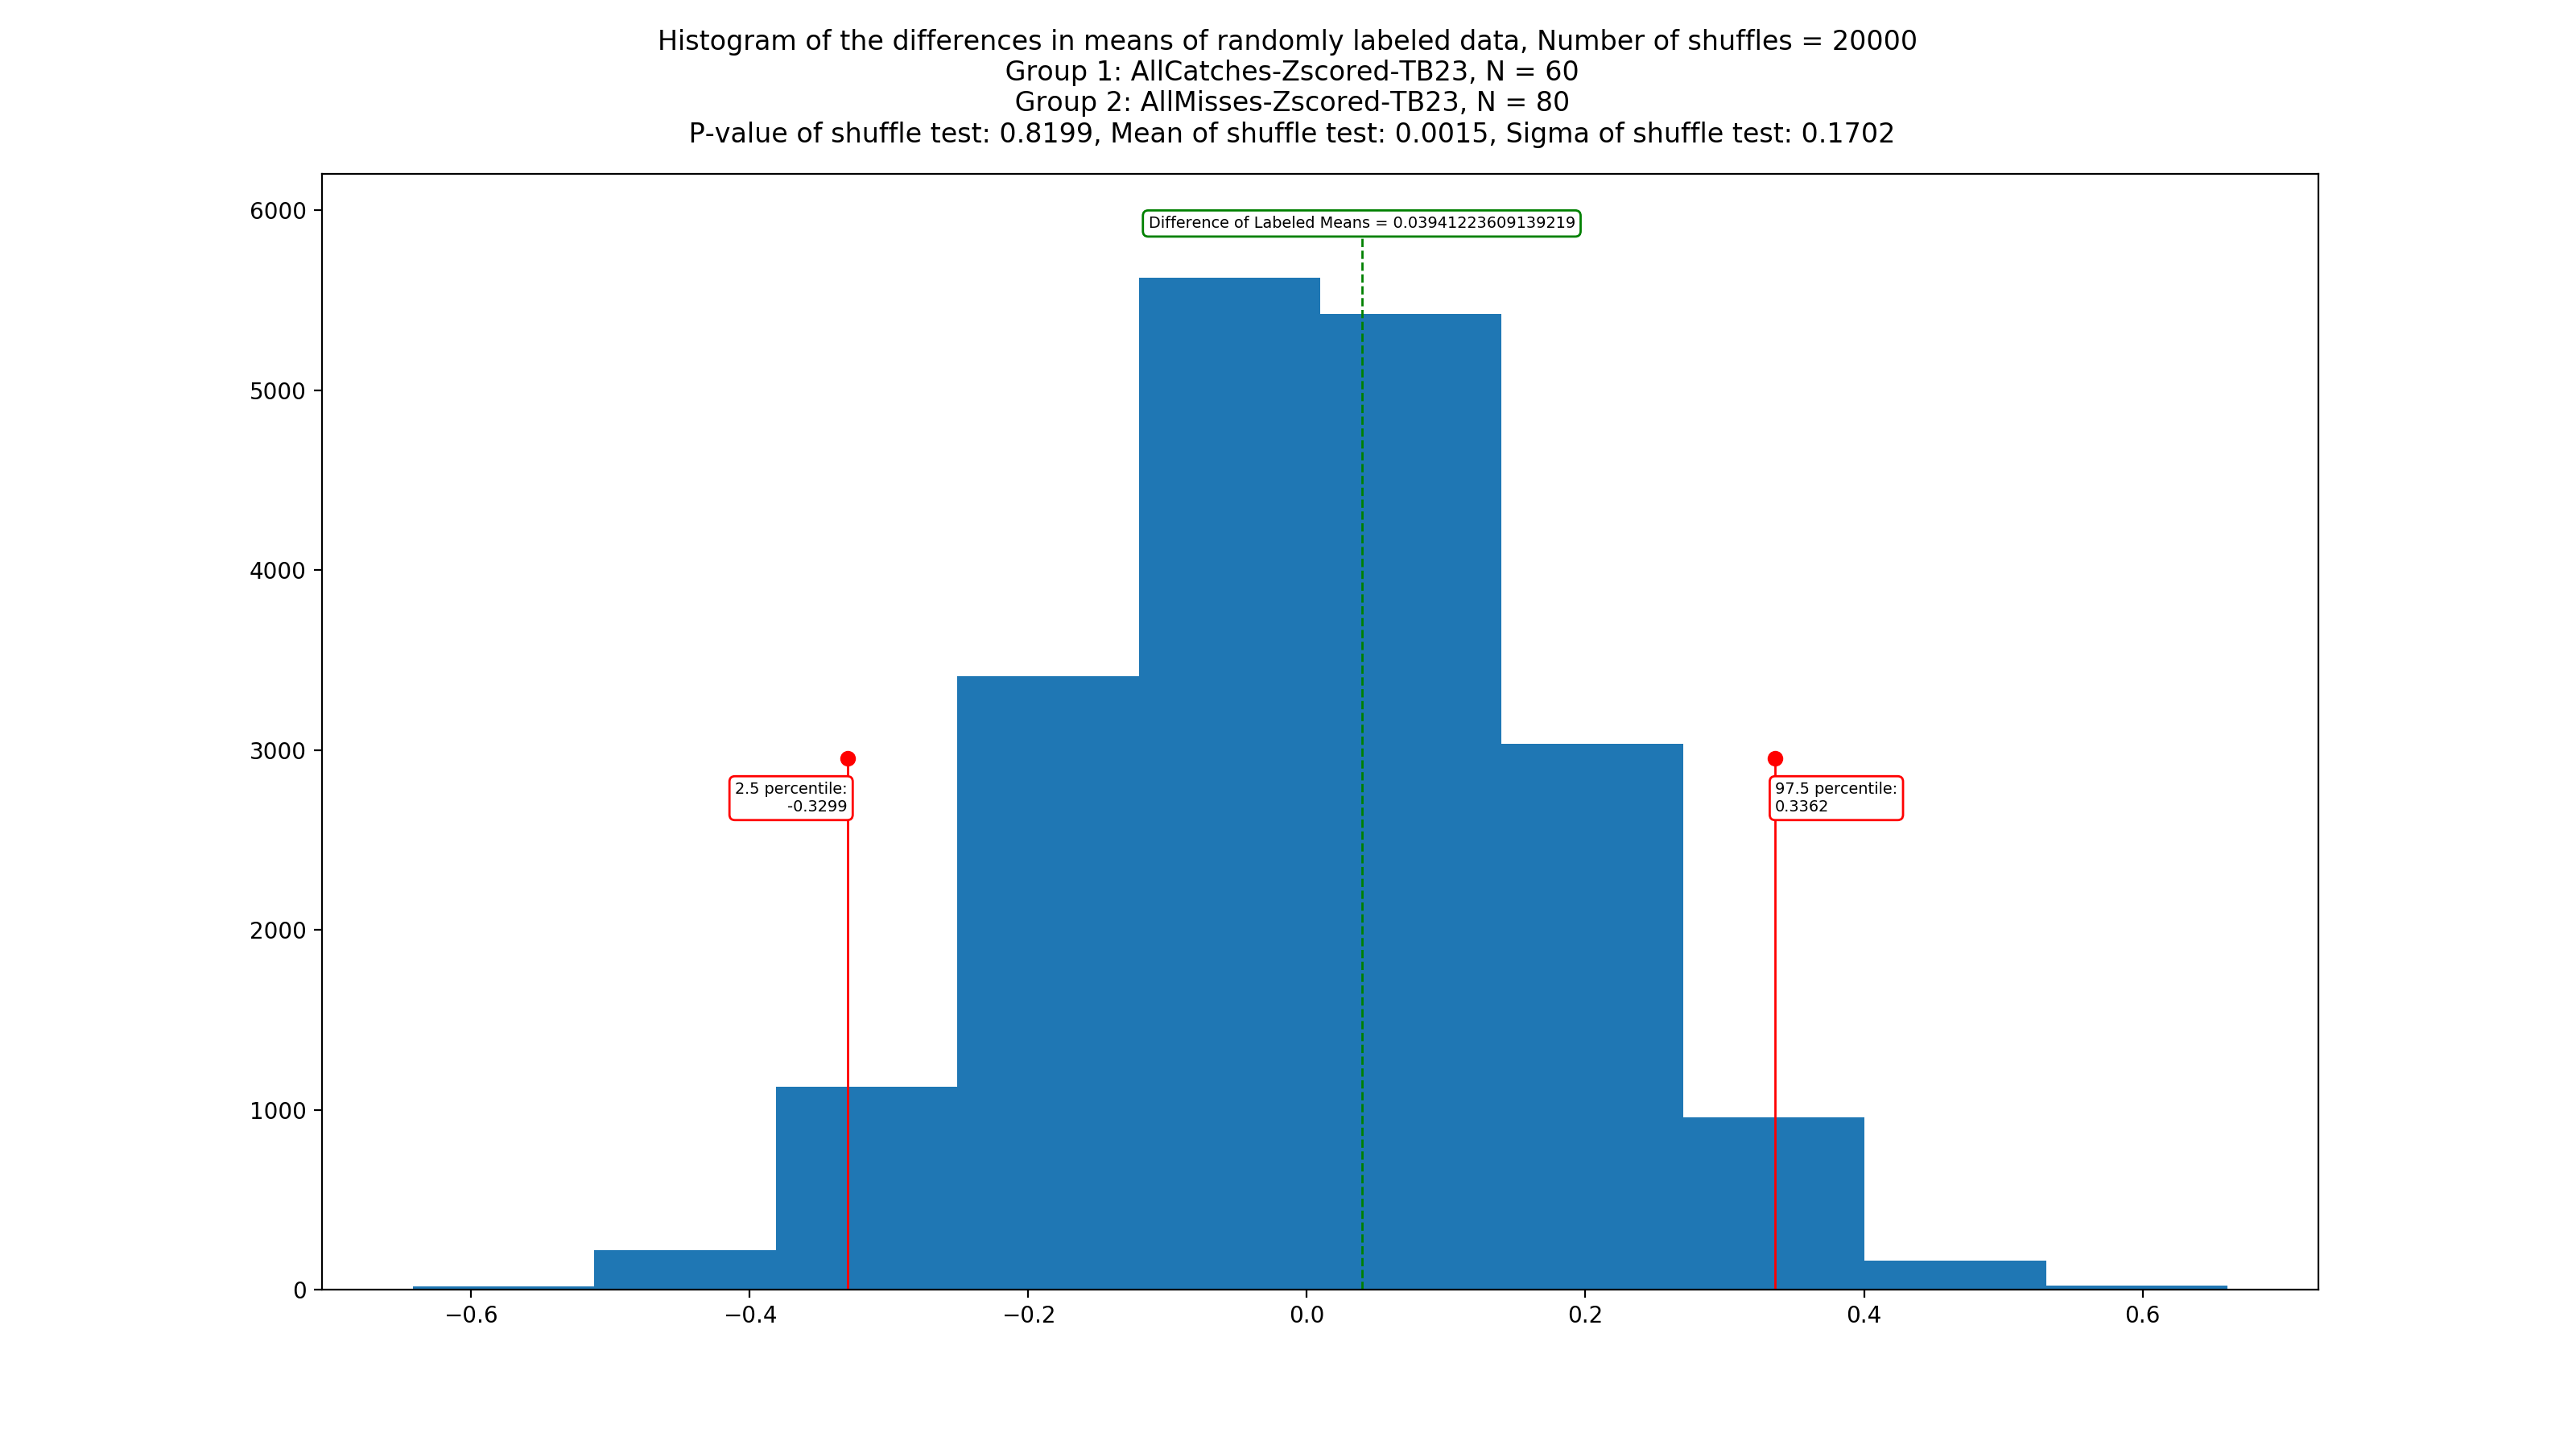 Histogram of the differences in means of randomly labeled data, Number of shuffles = 20000
Group 1: AllCatches-Zscored-TB23, N = 60
Group 2: AllMisses-Zscored-TB23, N = 80
P-value of shuffle test: 0.8199, Mean of shuffle test: 0.0015, Sigma of shuffle test: 0.1702
6000
Difference of Labeled Means = 0.03941223609139219
5000
4000
3000
2.5 percentile:
-0.3299
97.5 percentile:
0.3362
2000
1000
0
−0.6
−0.4
−0.2
0.0
0.2
0.4
0.6